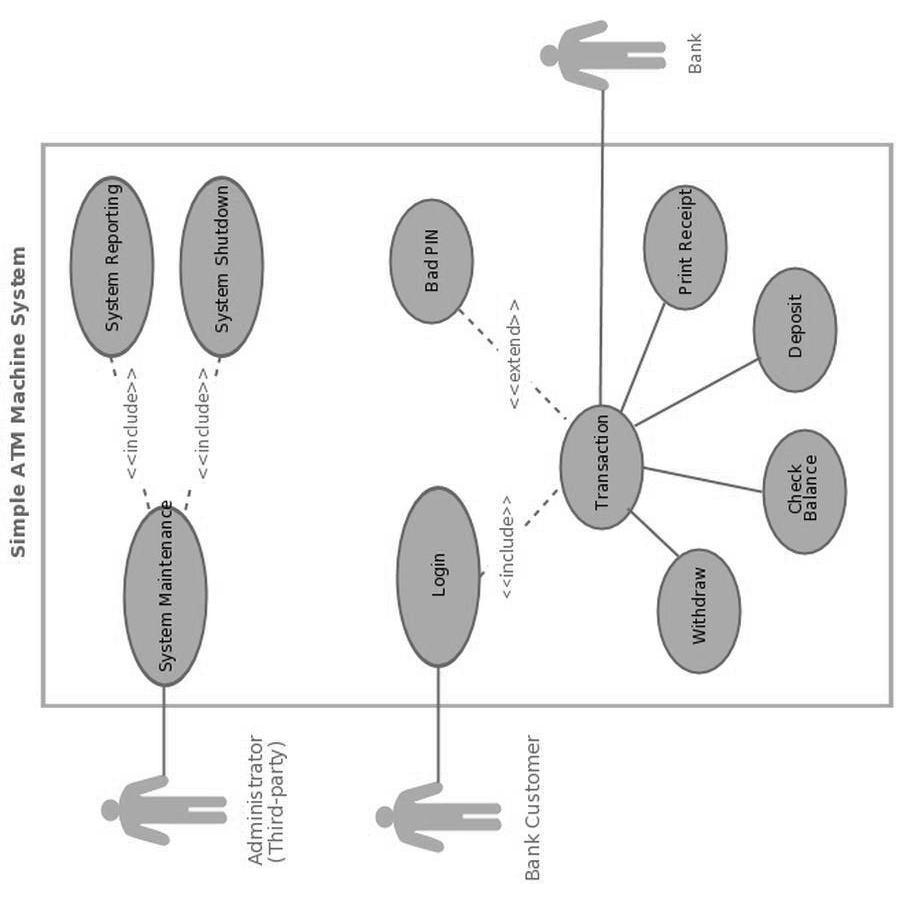 Simple ATM Machine System
System Reporting
<<include>>
System Maintenance
<<include>>
System Shutdown
Administrator
(Third-party)
Bad PIN
<<extend>>
Login
<<include>>
Bank Customer
Transaction
Bank
Print Receipt
Deposit
Check
Balance
Withdraw